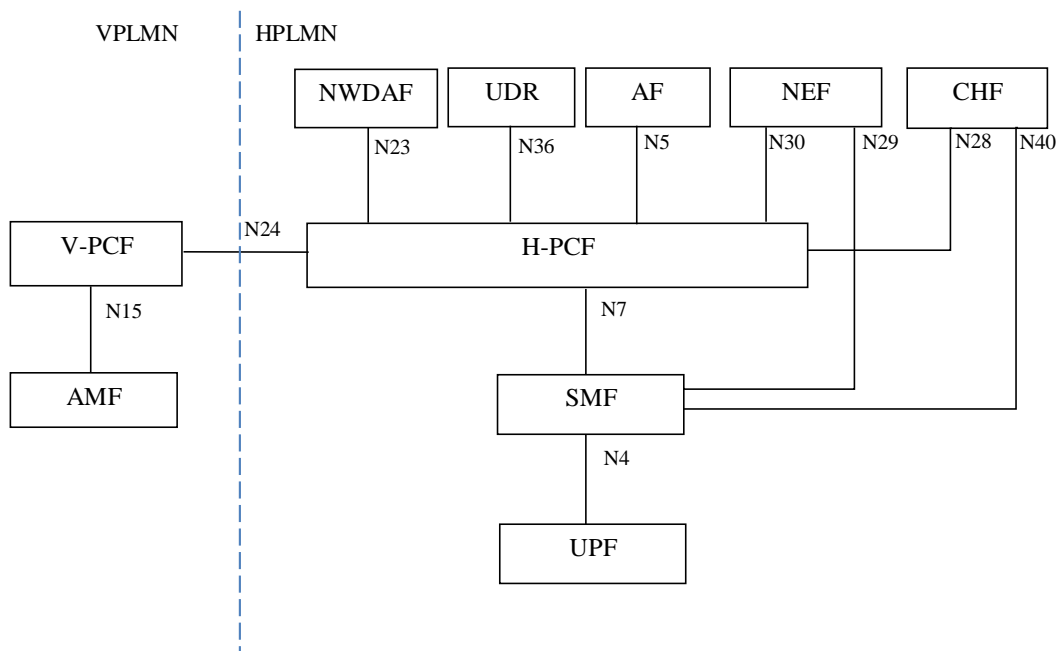 VPLMN
HPLMN
NWDAF
UDR
AF
NEF
CHF
N23
N36
N5
N30
N29
N28
N40
N24
V-PCF
H-PCF
N15
N7
AMF
SMF
N4
UPF